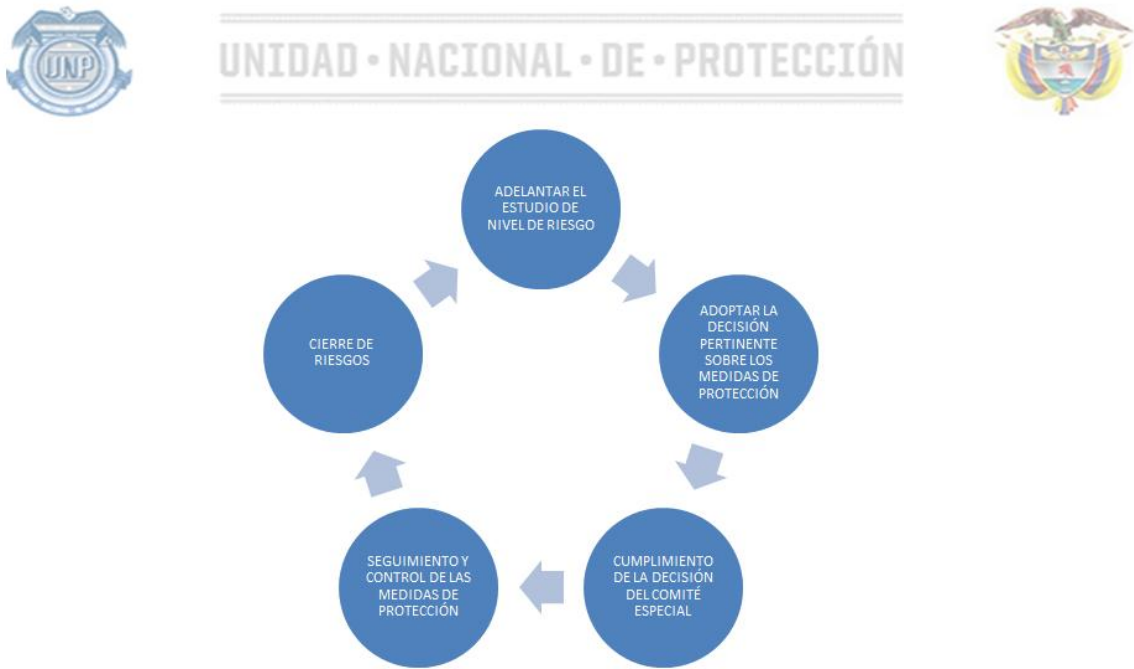 UNP
UNIDAD • NACIONAL • DE • PROTECCIÓN
ADELANTAR EL
ESTUDIO DE
NIVEL DE RIESGO
ADOPTAR LA
DECISIÓN
PERTINENTE
SOBRE LOS
MEDIDAS DE
PROTECCIÓN
CUMPLIMIENTO
DE LA DECISIÓN
DEL COMITÉ
ESPECIAL
SEGUIMIENTO Y
CONTROL DE LAS
MEDIDAS DE
PROTECCIÓN
CIERRE DE
RIESGOS